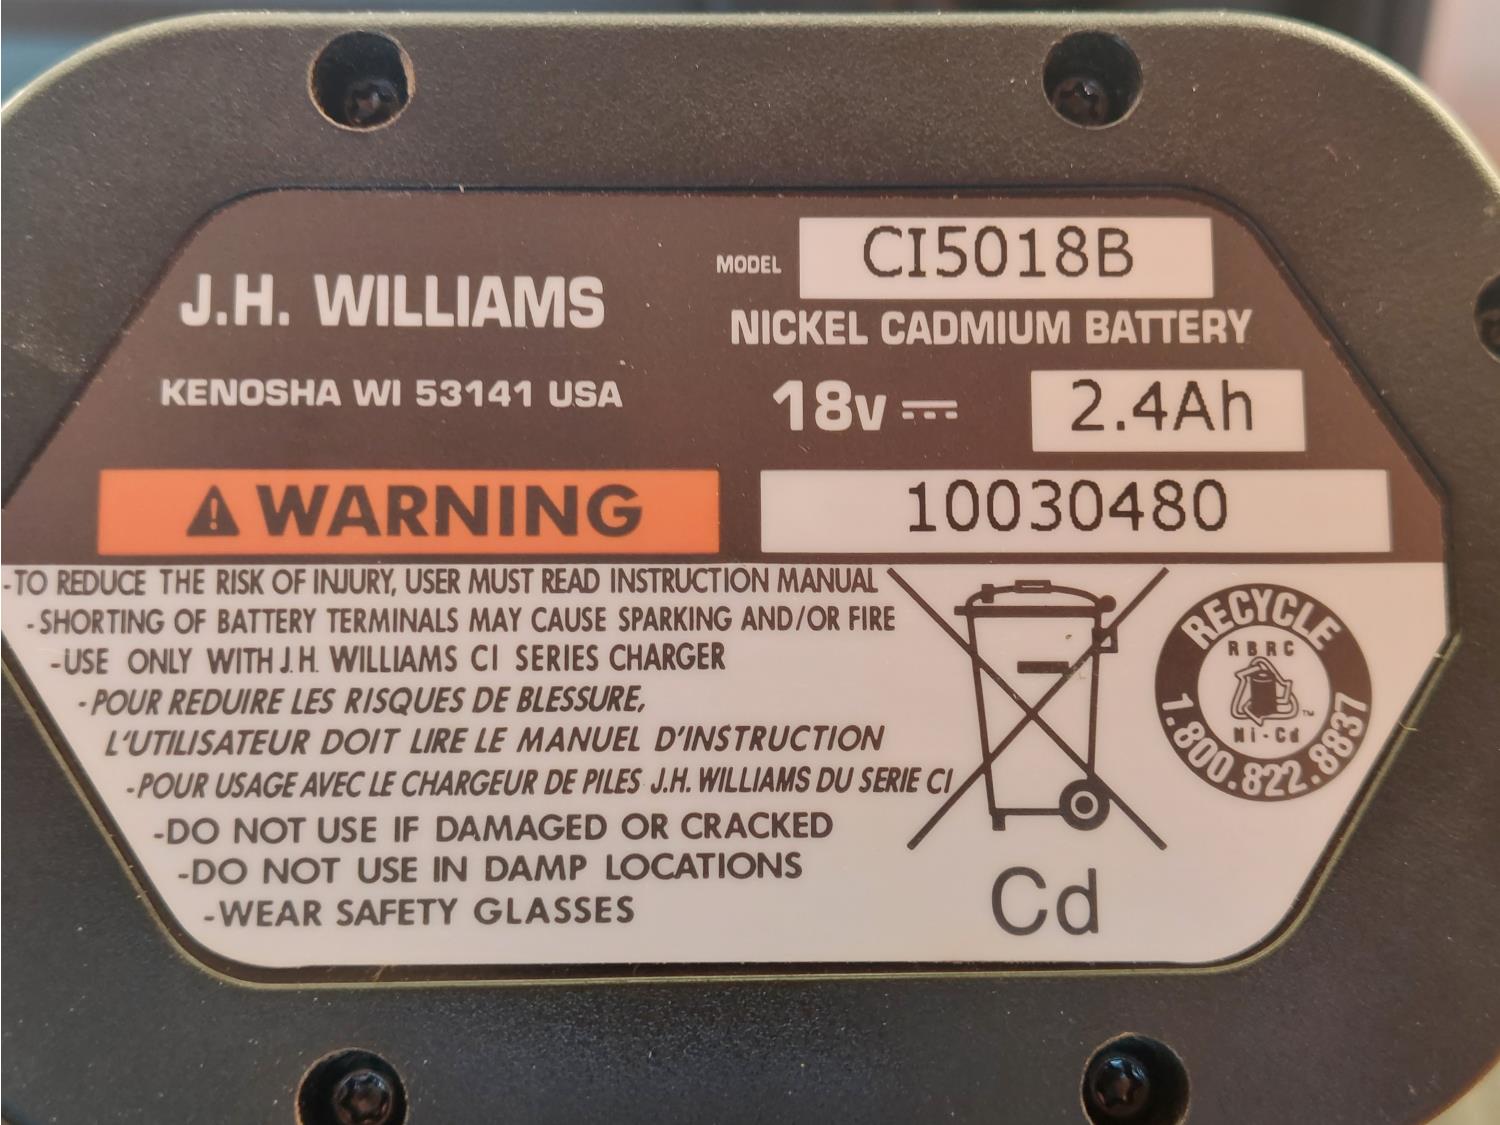 J.H. WILLIAMS
KENOSHA WI 53141 USA
MODEL CI5018B
NICKEL CADMIUM BATTERY
18v 2.4Ah
WARNING
10030480
-TO REDUCE THE RISK OF INJURY, USER MUST READ INSTRUCTION MANUAL
-SHORTING OF BATTERY TERMINALS MAY CAUSE SPARKING AND/OR FIRE
-USE ONLY WITH J.H. WILLIAMS CI SERIES CHARGER
-POUR REDUIRE LES RISQUES DE BLESSURE,
L'UTILISATEUR DOIT LIRE LE MANUEL D'INSTRUCTION
-POUR USAGE AVEC LE CHARGEUR DE PILES J.H. WILLIAMS DU SERIE CI
-DO NOT USE IF DAMAGED OR CRACKED
-DO NOT USE IN DAMP LOCATIONS
-WEAR SAFETY GLASSES
Cd
RECYCLE
RBRC
TM
Ni-Cd
1.800.822.8837